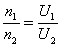 n₁/n₂ = U₁/U₂